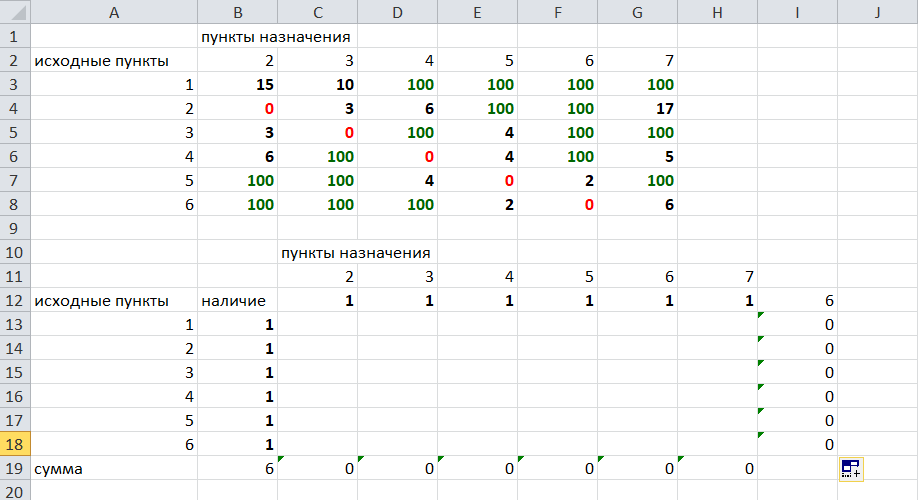 A B C D E F G H I J
1 пункты назначения
2 исходные пункты 2 3 4 5 6 7
3 1 15 10 100 100 100 100
4 2 0 3 6 100 100 17
5 3 3 0 100 4 100 100
6 4 6 100 0 4 100 5
7 5 100 100 4 0 2 100
8 6 100 100 100 2 0 6
9
10 пункты назначения
11 2 3 4 5 6 7
12 исходные пункты наличие 1 1 1 1 1 1 6
13 1 1 0
14 2 1 0
15 3 1 0
16 4 1 0
17 5 1 0
18 6 1 0
19 сумма 6 0 0 0 0 0 0
20